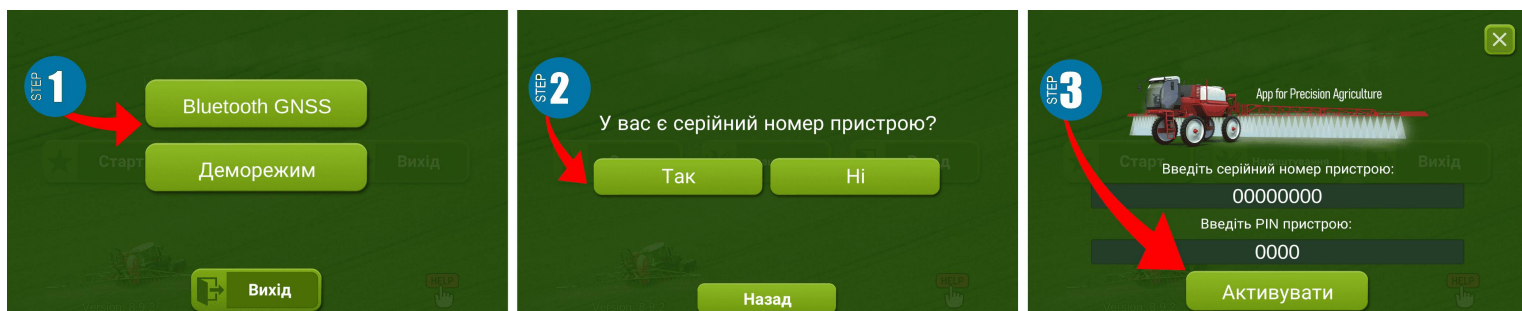 STEP 1
Bluetooth GNSS
Старт
Вихід
Деморежим
HELP
Вихід
STEP 2
У вас є серійний номер пристрою?
Так
Ні
HELP
Назад
STEP 3
App for Precision Agriculture
Старт
Налаштування
Вихід
Введіть серійний номер пристрою:
00000000
Введіть PIN пристрою:
0000
HELP
Активувати